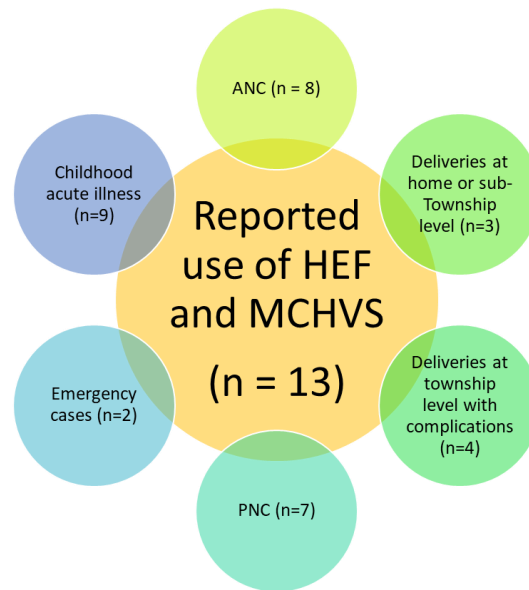 ANC (n = 8)
Childhood
acute illness
(n=9)
Deliveries at
home or sub-
Township
level (n=3)
Reported
use of HEF
and MCHVS
(n = 13)
Emergency
cases (n=2)
Deliveries at
township
level with
complications
(n=4)
PNC (n=7)